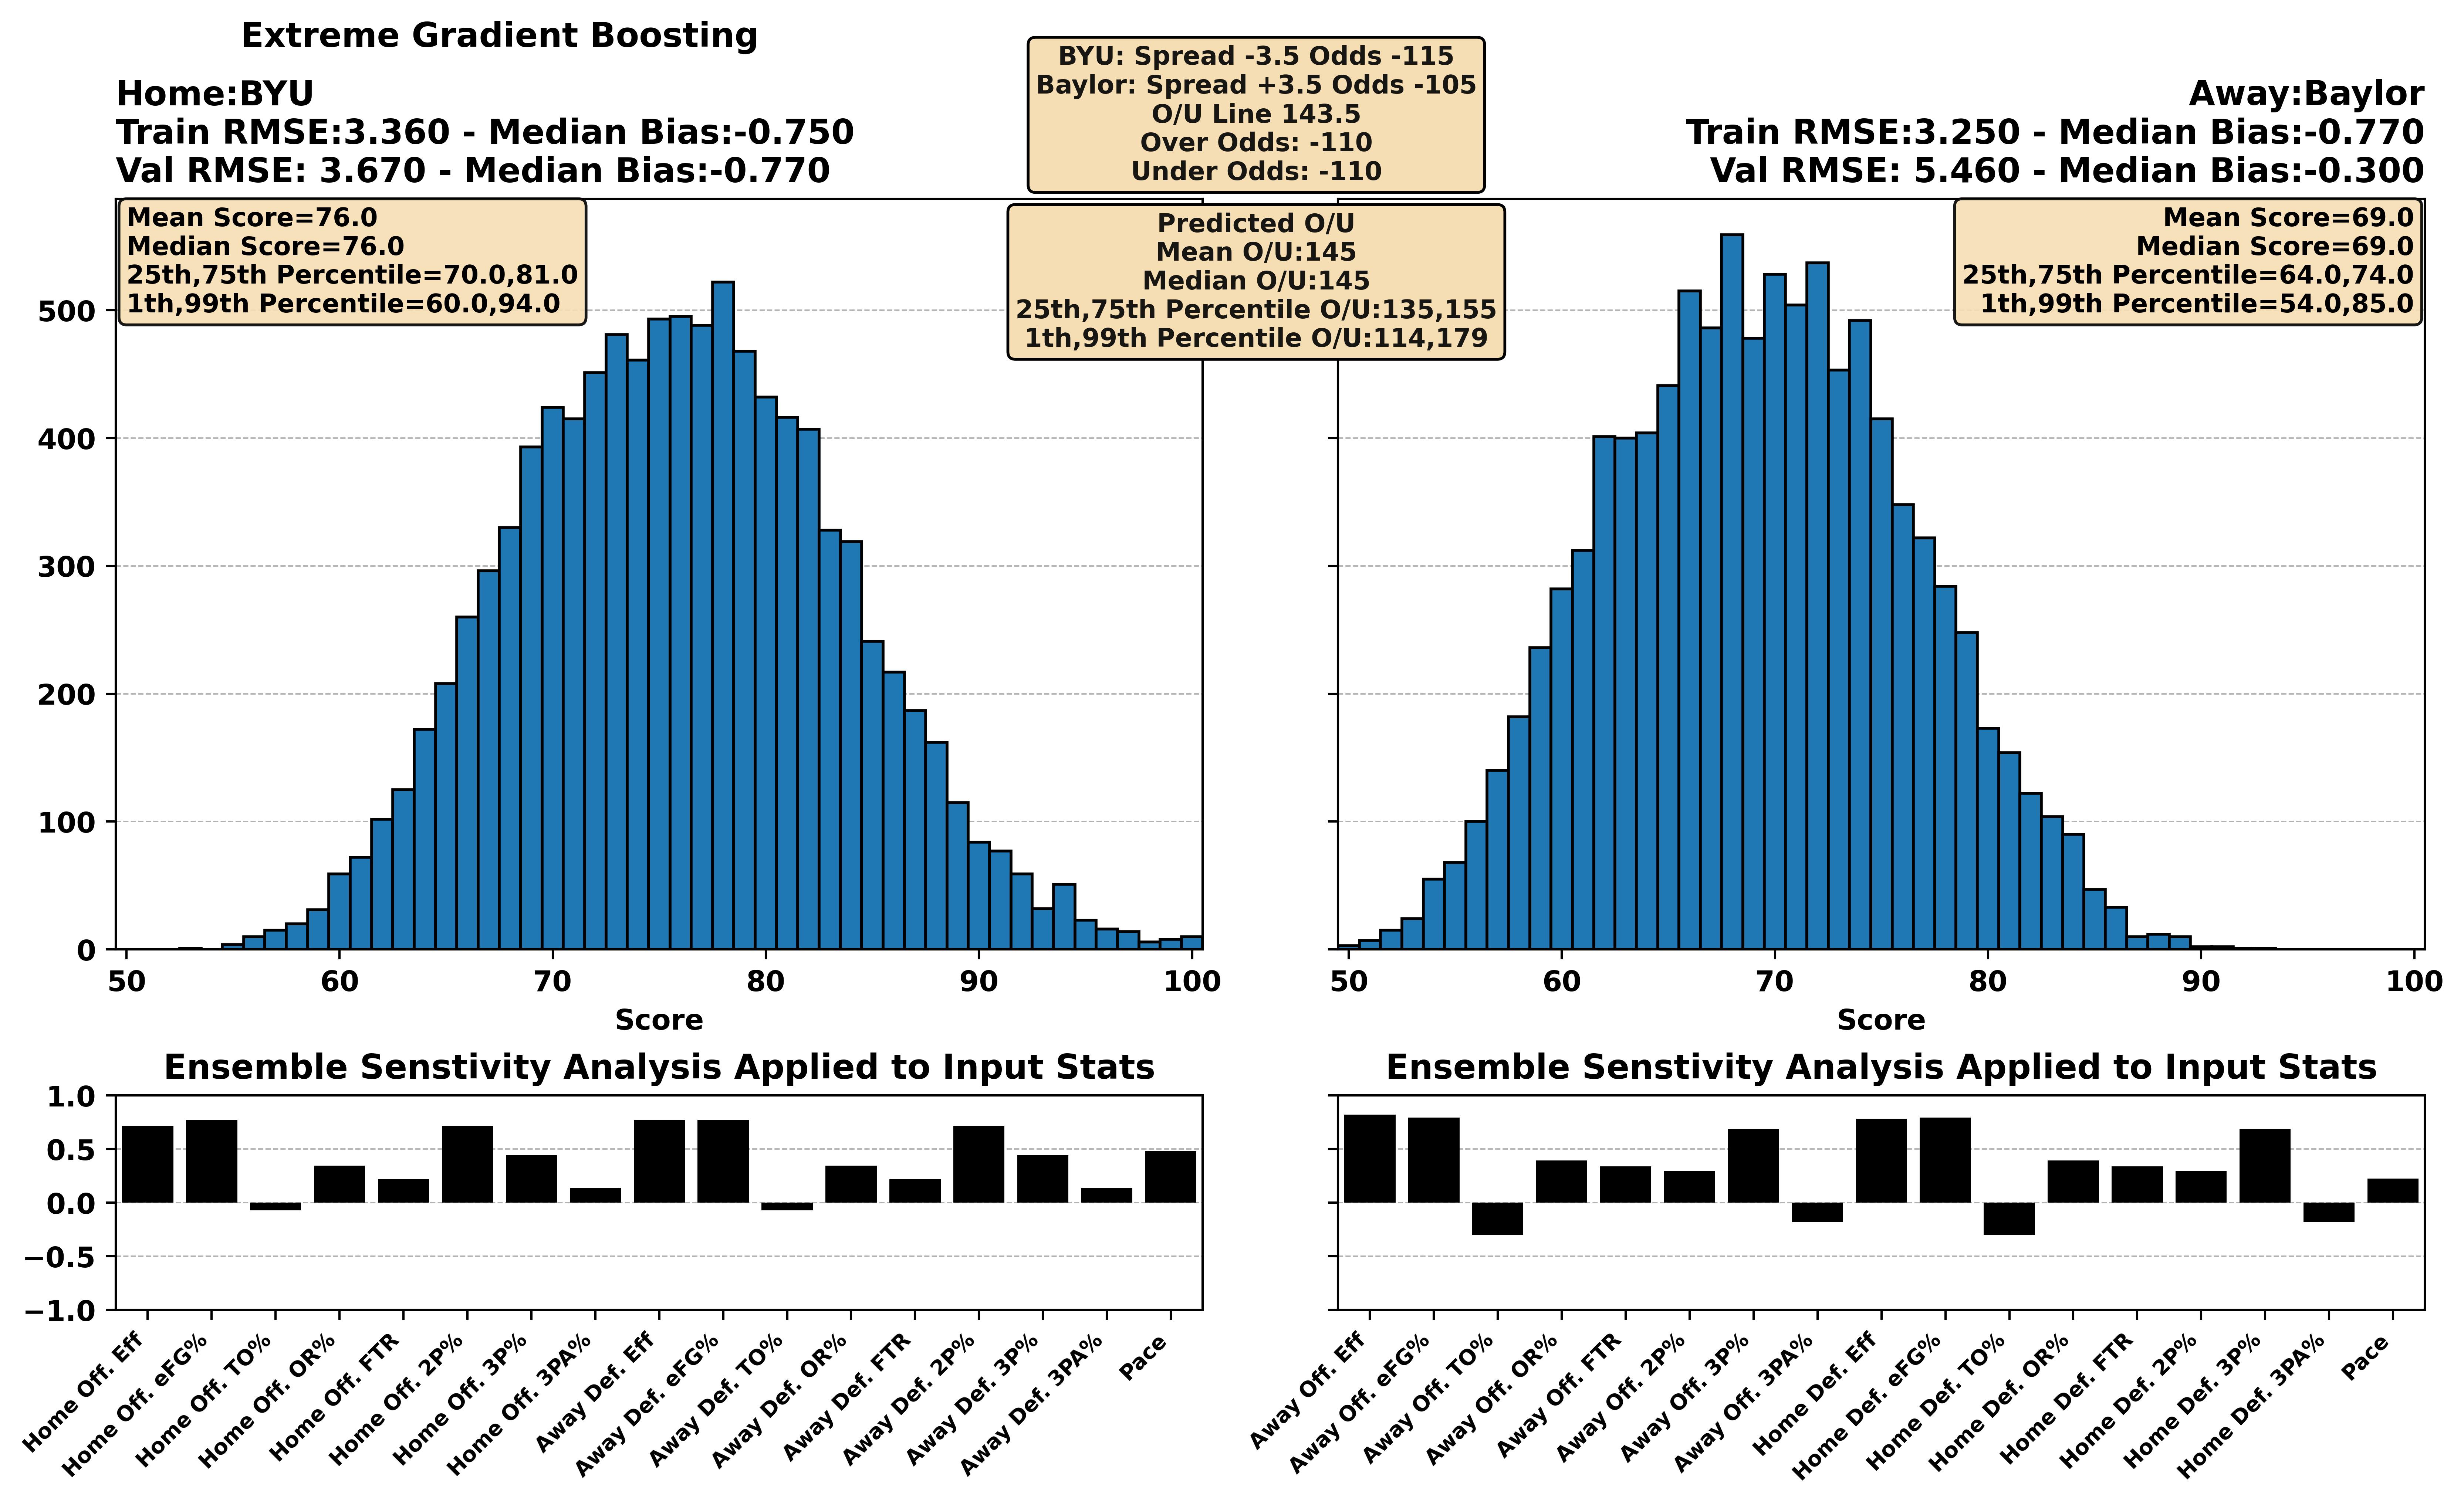 Extreme Gradient Boosting
Home:BYU
Train RMSE:3.360 - Median Bias:-0.750
Val RMSE: 3.670 - Median Bias:-0.770
BYU: Spread -3.5 Odds -115
Baylor: Spread +3.5 Odds -105
O/U Line 143.5
Over Odds: -110
Under Odds: -110
Away:Baylor
Train RMSE:3.250 - Median Bias:-0.770
Val RMSE: 5.460 - Median Bias:-0.300
Mean Score=76.0
Median Score=76.0
25th,75th Percentile=70.0,81.0
1th,99th Percentile=60.0,94.0
Predicted O/U
Mean O/U:145
Median O/U:145
25th,75th Percentile O/U:135,155
1th,99th Percentile O/U:114,179
Mean Score=69.0
Median Score=69.0
25th,75th Percentile=64.0,74.0
1th,99th Percentile=54.0,85.0
500
400
300
200
100
0
50 60 70 80 90 100
Score
50 60 70 80 90 100
Score
Ensemble Senstivity Analysis Applied to Input Stats
1.0
0.5
0.0
−0.5
−1.0
Home Off. Eff
Home Off. eFG%
Home Off. TO%
Home Off. OR%
Home Off. FTR
Home Off. 2P%
Home Off. 3P%
Home Off. 3PA%
Away Def. Eff
Away Def. eFG%
Away Def. TO%
Away Def. OR%
Away Def. FTR
Away Def. 2P%
Away Def. 3P%
Away Def. 3PA%
Pace
Ensemble Senstivity Analysis Applied to Input Stats
Away Off. Eff
Away Off. eFG%
Away Off. TO%
Away Off. OR%
Away Off. FTR
Away Off. 2P%
Away Off. 3P%
Away Off. 3PA%
Home Def. Eff
Home Def. eFG%
Home Def. TO%
Home Def. OR%
Home Def. FTR
Home Def. 2P%
Home Def. 3P%
Home Def. 3PA%
Pace